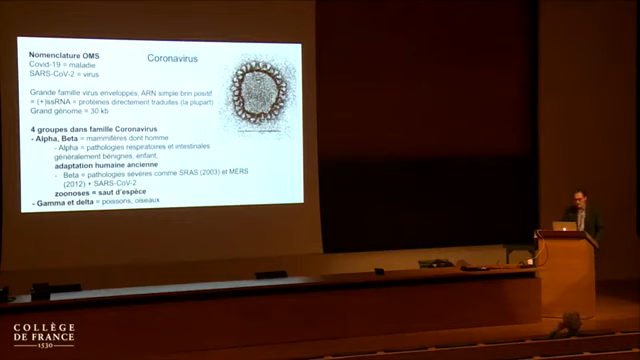 Nomenclature OMS
Coronavirus
Covid-19 = maladie
SARS-CoV-2 = virus
Grande famille virus enveloppés, ARN simple brin positif
= (+)ssRNA = protéines directement traduites (la plupart)
Grand génome = 30 kb
4 groupes dans famille Coronavirus
- Alpha, Beta = mammifères dont homme
- Alpha = pathologies respiratoires et intestinales
généralement bénignes, enfant,
adaptation humaine ancienne
- Beta = pathologies sévères comme SRAS (2003) et MERS
(2012) + SARS-CoV-2
zoonoses = saut d'espèce
- Gamma et delta = poissons, oiseaux
COLLÈGE
DE FRANCE
1530